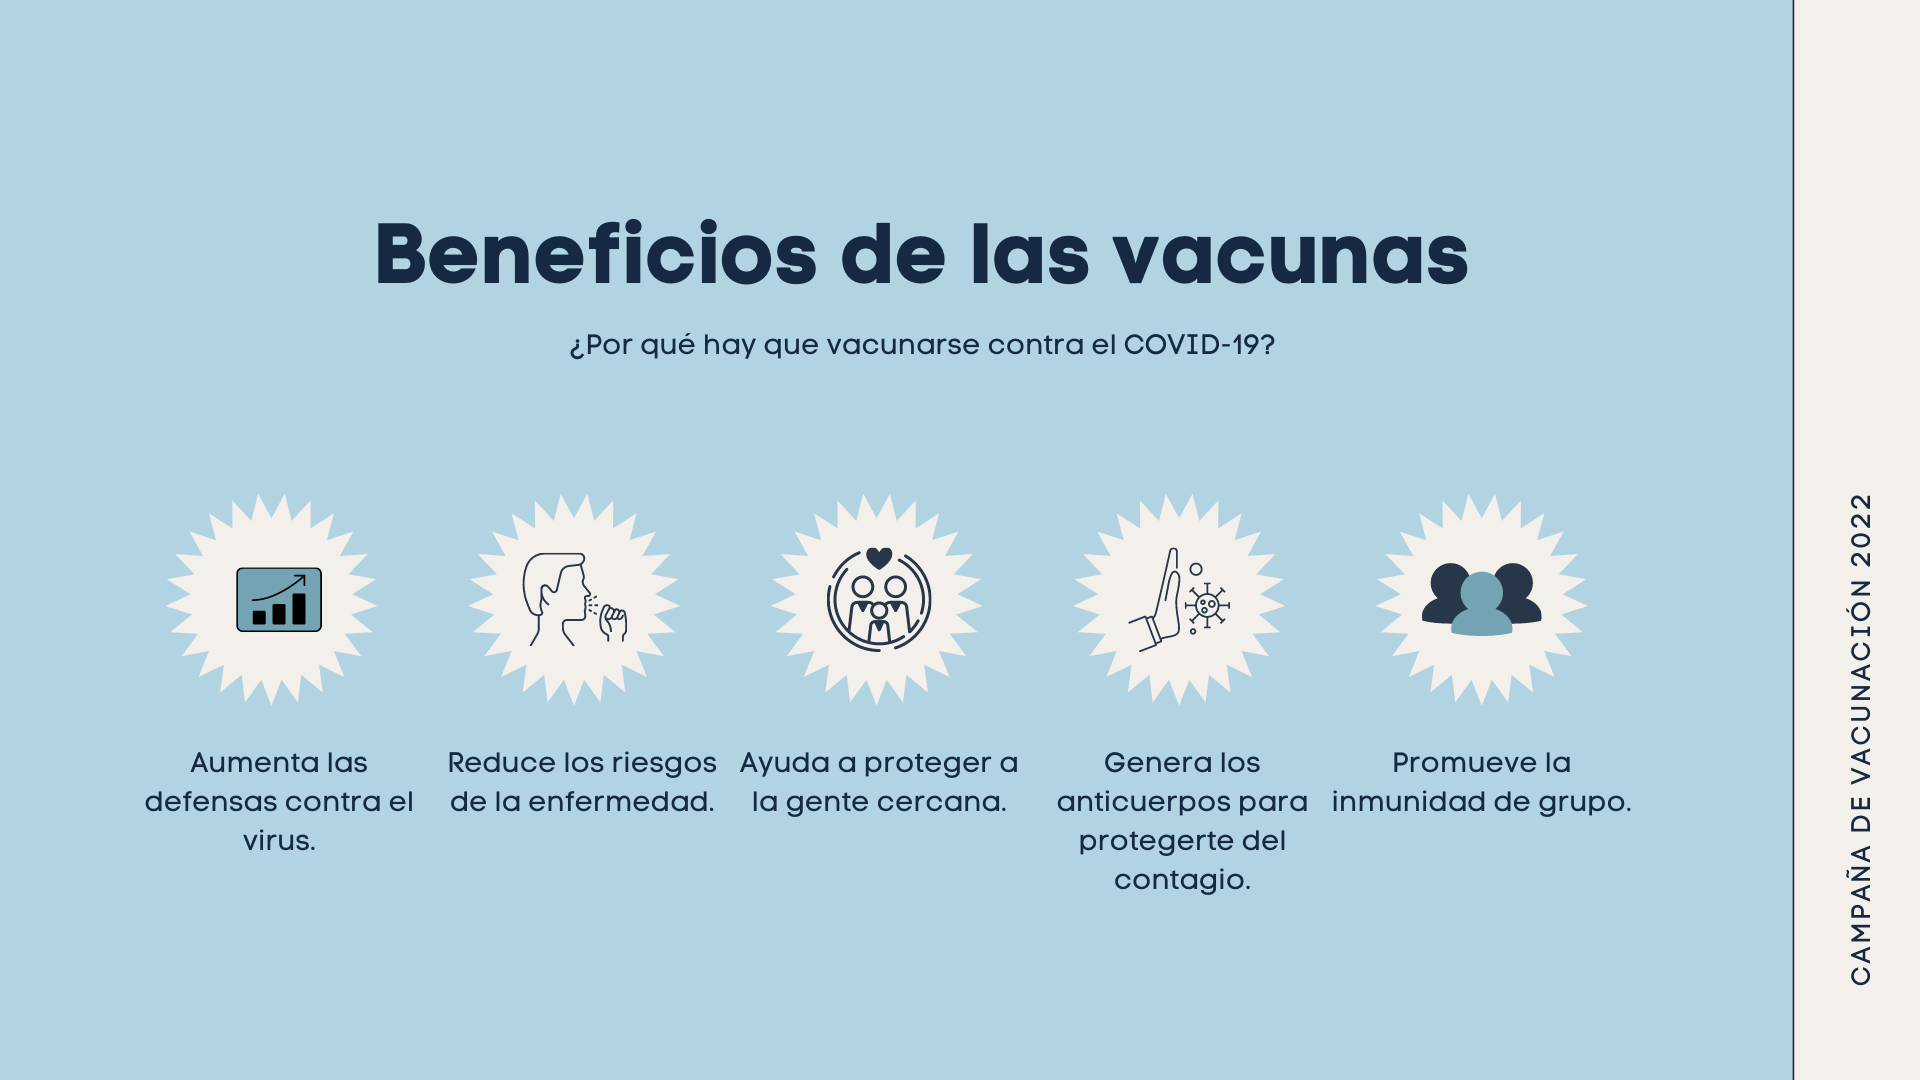 Beneficios de las vacunas
¿Por qué hay que vacunarse contra el COVID-19?
Aumenta las
defensas contra el
virus.
Reduce los riesgos
de la enfermedad.
Ayuda a proteger a
la gente cercana.
Genera los
anticuerpos para
protegerte del
contagio.
Promueve la
inmunidad de grupo.
CAMPAÑA DE VACUNACIÓN 2022